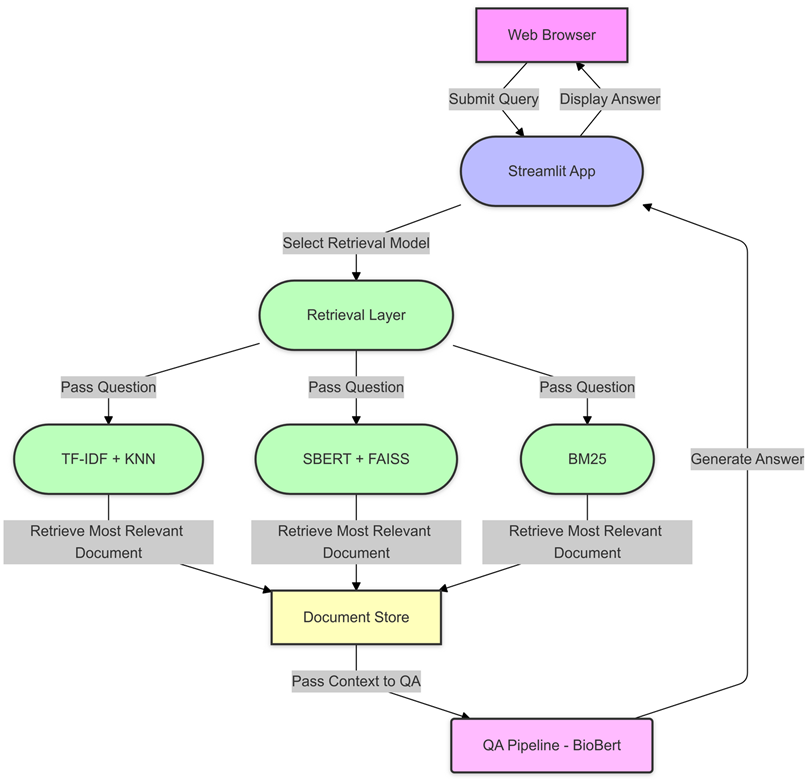 Web Browser
Submit Query
Display Answer
Streamlit App
Select Retrieval Model
Retrieval Layer
Pass Question
Pass Question
Pass Question
TF-IDF + KNN
SBERT + FAISS
BM25
Generate Answer
Retrieve Most Relevant
Document
Retrieve Most Relevant
Document
Retrieve Most Relevant
Document
Document Store
Pass Context to QA
QA Pipeline - BioBert